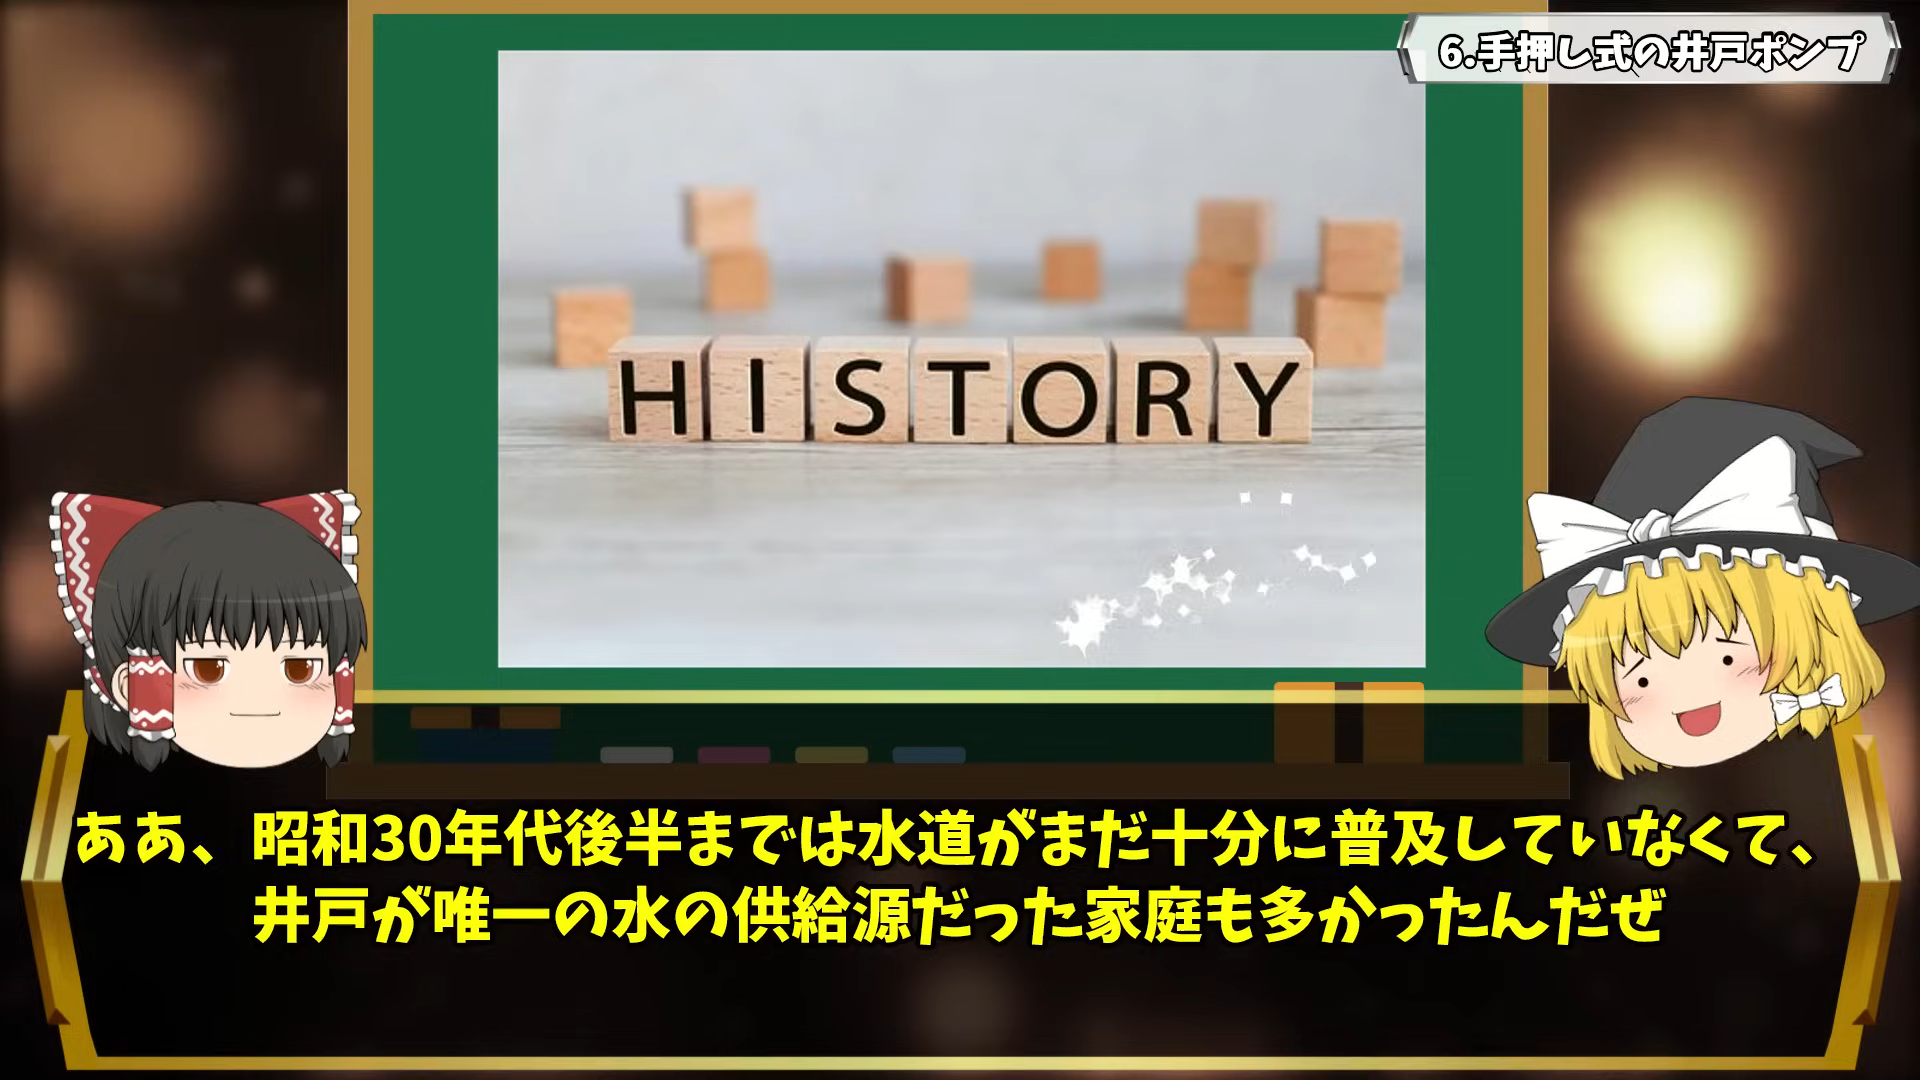 6.手押し式の井戸ポンプ
HISTORY
ああ、昭和30年代後半までは水道がまだ十分に普及していなくて、
井戸が唯一の水の供給源だった家庭も多かったんだぜ